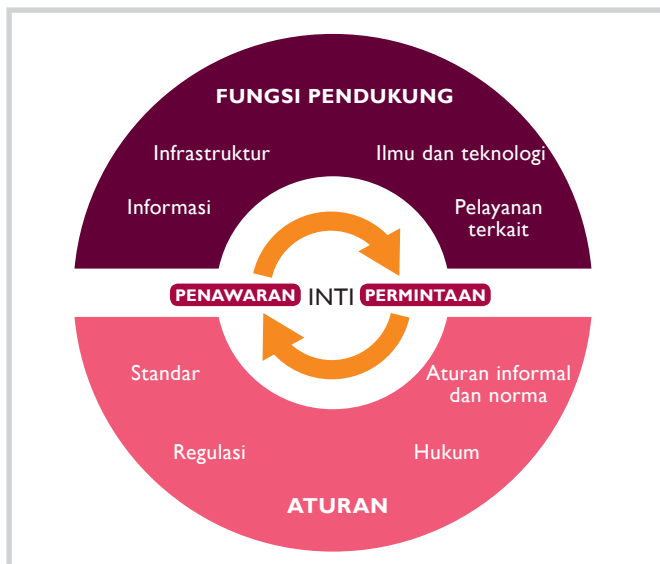 FUNGSI PENDUKUNG
Infrastruktur
Ilmu dan teknologi
Informasi
Pelayanan
terkait
PENAWARAN INTI PERMINTAAN
Standar
Aturan informal
dan norma
Regulasi
Hukum
ATURAN